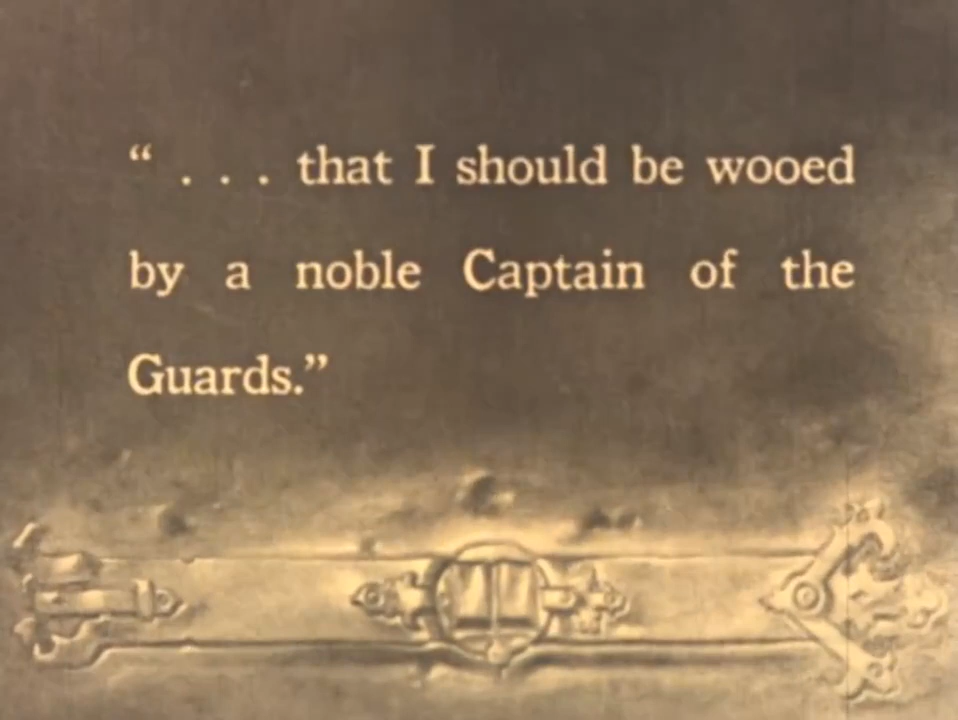 “ . . . that I should be wooed
by a noble Captain of the
Guards.”